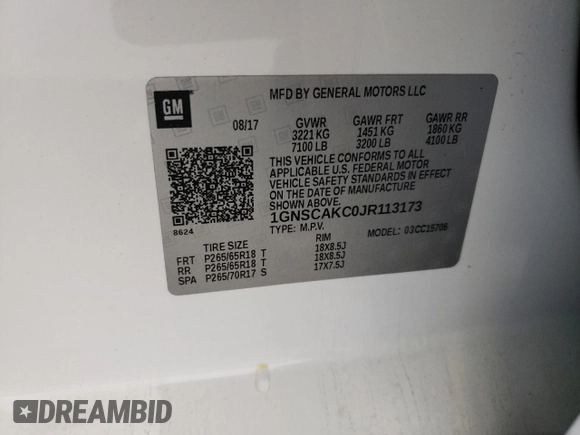 GM
MFD BY GENERAL MOTORS LLC
08/17 GVWR GAWR FRT GAWR RR
3221 KG 1451 KG 1860 KG
7100 LB 3200 LB 4100 LB
THIS VEHICLE CONFORMS TO ALL
APPLICABLE U.S. FEDERAL MOTOR
VEHICLE SAFETY STANDARDS IN EFFECT
ON THE DATE OF MANUFACTURE
SHOWN ABOVE.
1GNSCAKC0JR113173
TYPE: M.P.V. MODEL: 03CC15706
8624
TIRE SIZE RIM
FRT P265/65R18 T 18X8.5J
RR P265/65R18 T 18X8.5J
SPA P265/70R17 S 17X7.5J
DREAMBID